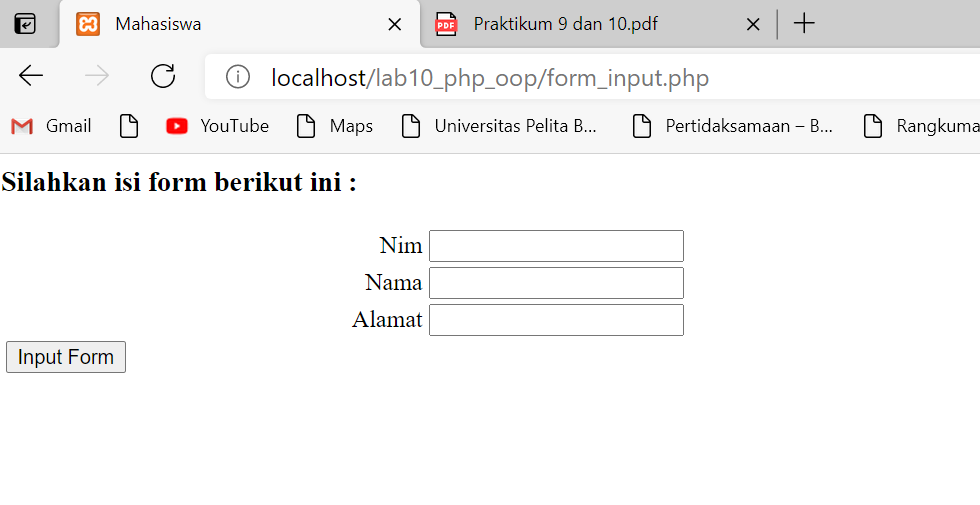 Mahasiswa
PDF Praktikum 9 dan 10.pdf
localhost/lab10_php_oop/form_input.php
Gmail YouTube Maps Universitas Pelita B... Pertidaksamaan – B... Rangkuma
Silahkan isi form berikut ini :
Nim
Nama
Alamat
Input Form